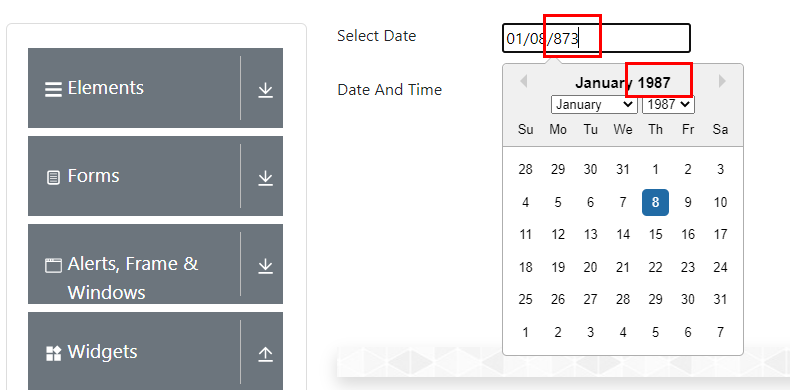 Elements
Forms
Alerts, Frame &
Windows
Widgets
Select Date
01/08/873
Date And Time
January 1987
January 1987
Su Mo Tu We Th Fr Sa
28 29 30 31 1 2 3
4 5 6 7 8 9 10
11 12 13 14 15 16 17
18 19 20 21 22 23 24
25 26 27 28 29 30 31
1 2 3 4 5 6 7